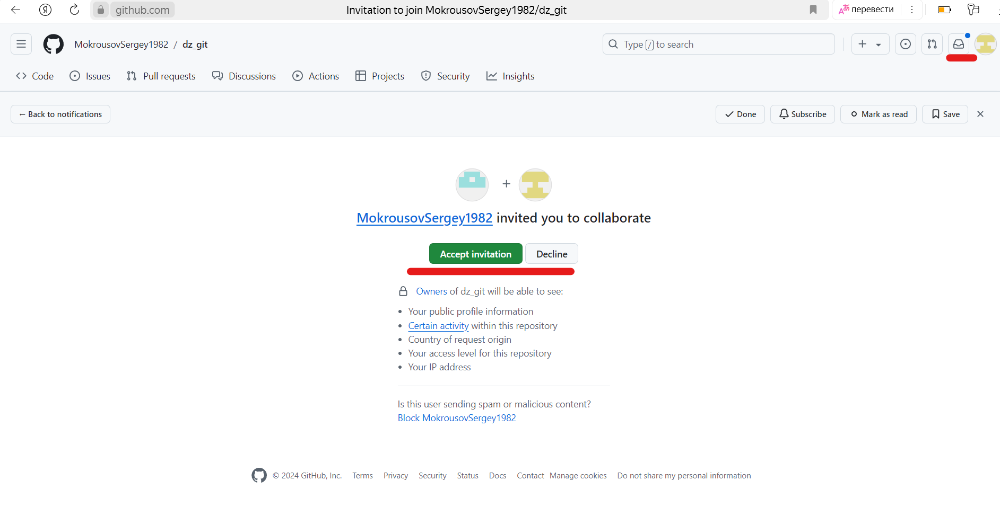 Я github.com Invitation to join MokrousovSergey1982/dz_git перевести
MokrousovSergey1982 / dz_git Type / to search
Code Issues Pull requests Discussions Actions Projects Security Insights
← Back to notifications Done Subscribe Mark as read Save
MokrousovSergey1982 invited you to collaborate
Accept invitation Decline
Owners of dz_git will be able to see:
• Your public profile information
• Certain activity within this repository
• Country of request origin
• Your access level for this repository
• Your IP address
Is this user sending spam or malicious content?
Block MokrousovSergey1982
© 2024 GitHub, Inc. Terms Privacy Security Status Docs Contact Manage cookies Do not share my personal information